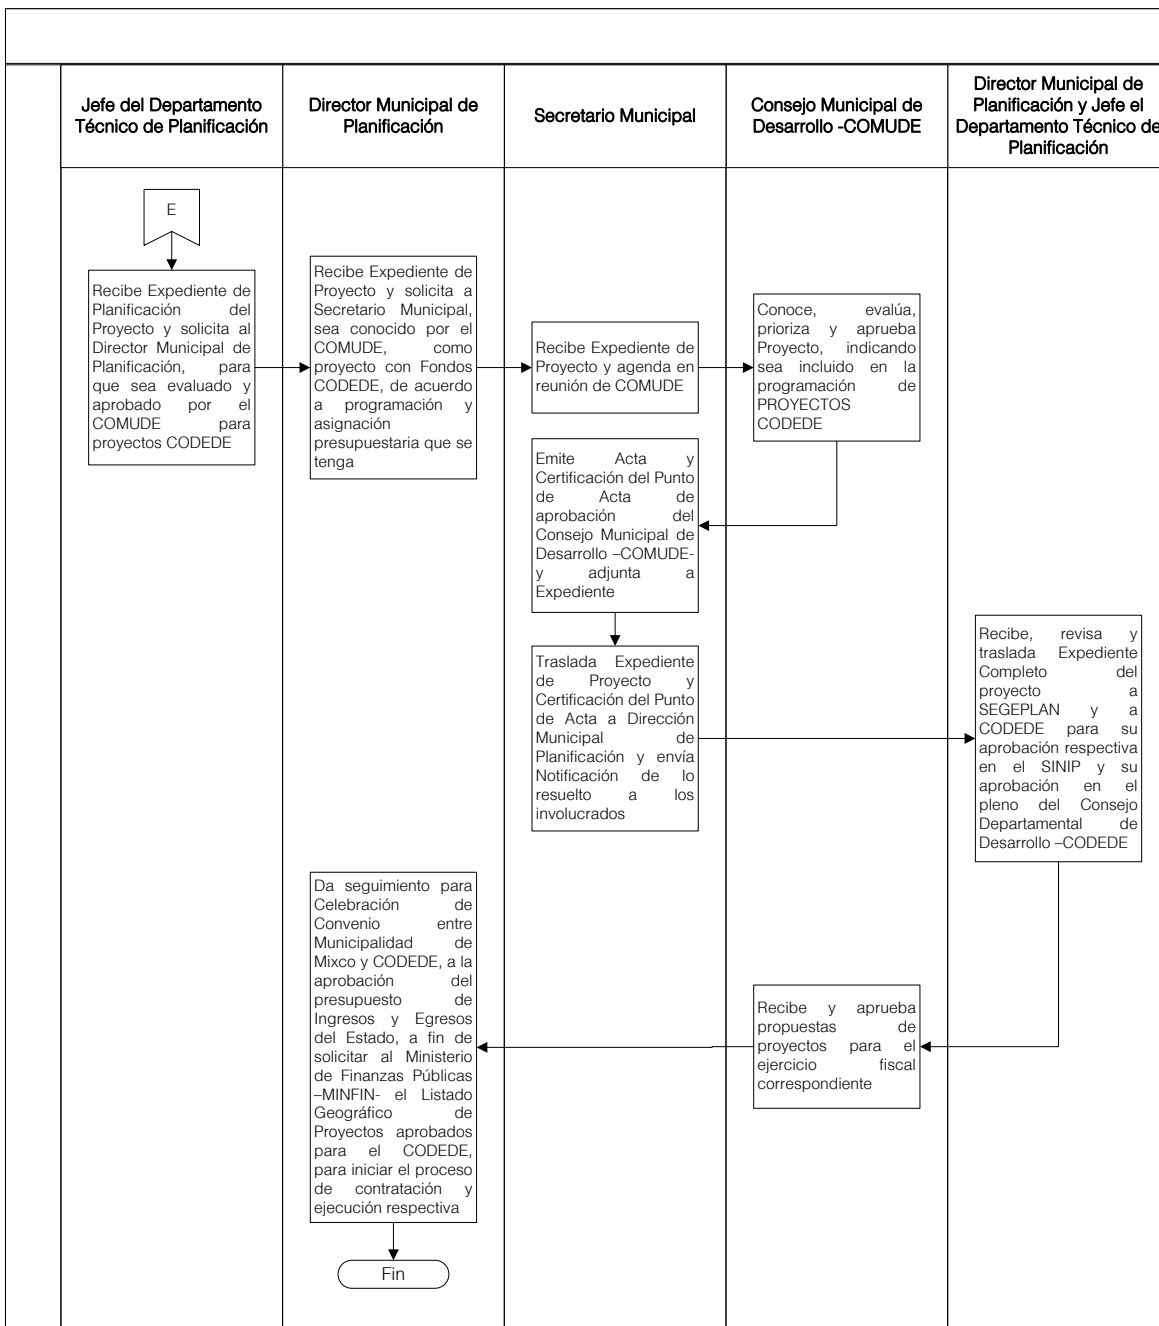 Jefe del Departamento
Técnico de Planificación
Director Municipal de
Planificación
Secretario Municipal
Consejo Municipal de
Desarrollo -COMUDE
Director Municipal de
Planificación y Jefe el
Departamento Técnico de
Planificación
E
Recibe Expediente de
Planificación del
Proyecto y solicita al
Director Municipal de
Planificación, para
que sea evaluado y
aprobado por el
COMUDE para
proyectos CODEDE
Recibe Expediente de
Proyecto y solicita a
Secretario Municipal,
sea conocido por el
COMUDE, como
proyecto con Fondos
CODEDE, de acuerdo
a programación y
asignación
presupuestaria que se
tenga
Recibe Expediente de
Proyecto y agenda en
reunión de COMUDE
Conoce, evalúa,
prioriza y aprueba
Proyecto, indicando
sea incluido en la
programación de
PROYECTOS
CODEDE
Emite Acta y
Certificación del Punto
de Acta de
aprobación del
Consejo Municipal de
Desarrollo –COMUDE-
y adjunta a
Expediente
Traslada Expediente
de Proyecto y
Certificación del Punto
de Acta a Dirección
Municipal de
Planificación y envía
Notificación de lo
resuelto a los
involucrados
Recibe, revisa y
traslada Expediente
Completo del
proyecto a
SEGEPLAN y a
CODEDE para su
aprobación respectiva
en el SINIP y su
aprobación en el
pleno del Consejo
Departamental de
Desarrollo –CODEDE
Recibe y aprueba
propuestas de
proyectos para el
ejercicio fiscal
correspondiente
Da seguimiento para
Celebración de
Convenio entre
Municipalidad de
Mixco y CODEDE, a la
aprobación del
presupuesto de
Ingresos y Egresos
del Estado, a fin de
solicitar al Ministerio
de Finanzas Públicas
–MINFIN- el Listado
Geográfico de
Proyectos aprobados
para el CODEDE,
para iniciar el proceso
de contratación y
ejecución respectiva
Fin